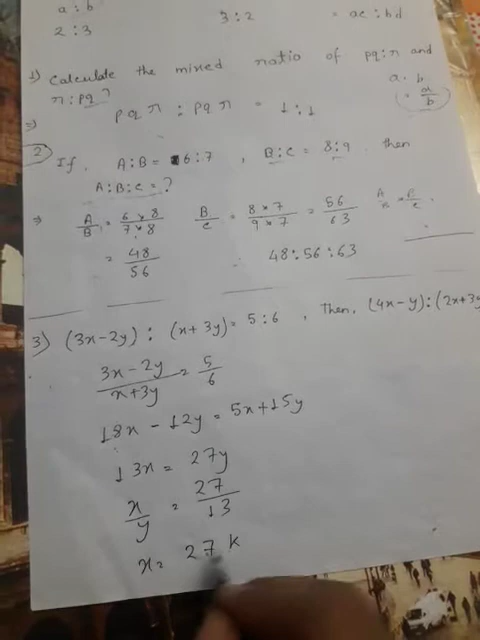 a : b
2 : 3
3 : 2
= ac : bd
1) Calculate the mixed ratio of pq:r and
r:pq ?
⇒ pqr : pqr = 1 : 1
a : b
= a/b
2 If, A:B = 6:7 , B:C = 8:9 then
A:B:C = ?
⇒ A/B = 6×8/7×8 B/C = 8×7/9×7 = 56/63
= 48/56
48:56:63
3) (3x-2y) : (x+3y) = 5:6 , Then, (4x-y):(2x+3y
3x-2y/x+3y = 5/6
18x - 12y = 5x+15y
13x = 27y
x/y = 27/13
x = 27k